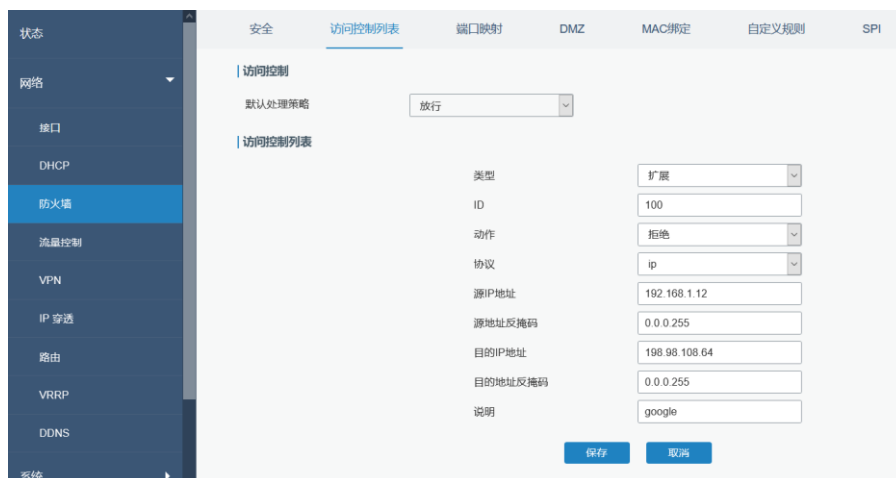 状态
安全 访问控制列表 端口映射 DMZ MAC绑定 自定义规则 SPI
网络
访问控制
默认处理策略 放行
接口
访问控制列表
DHCP
类型 扩展
防火墙
ID 100
流量控制
动作 拒绝
协议 ip
VPN
源IP地址 192.168.1.12
IP 穿透
源地址反掩码 0.0.0.255
路由
目的IP地址 198.98.108.64
目的地址反掩码 0.0.0.255
VRRP
说明 google
DDNS
保存 取消
系统